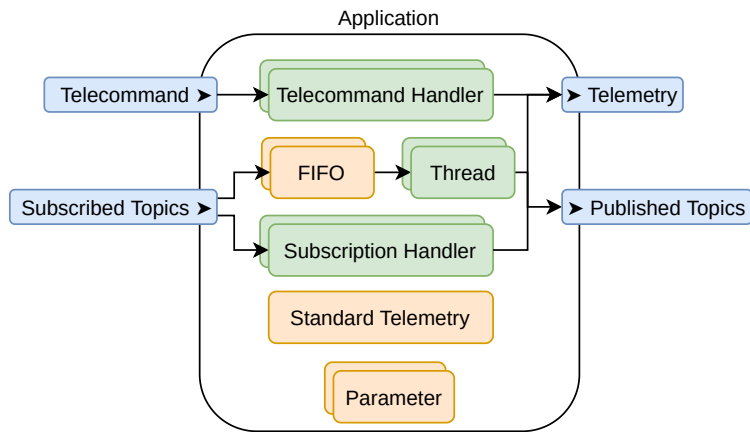 Application
Telecommand ➤
Telecommand Handler
➤ Telemetry
FIFO
Thread
Subscribed Topics ➤
➤ Published Topics
Subscription Handler
Standard Telemetry
Parameter